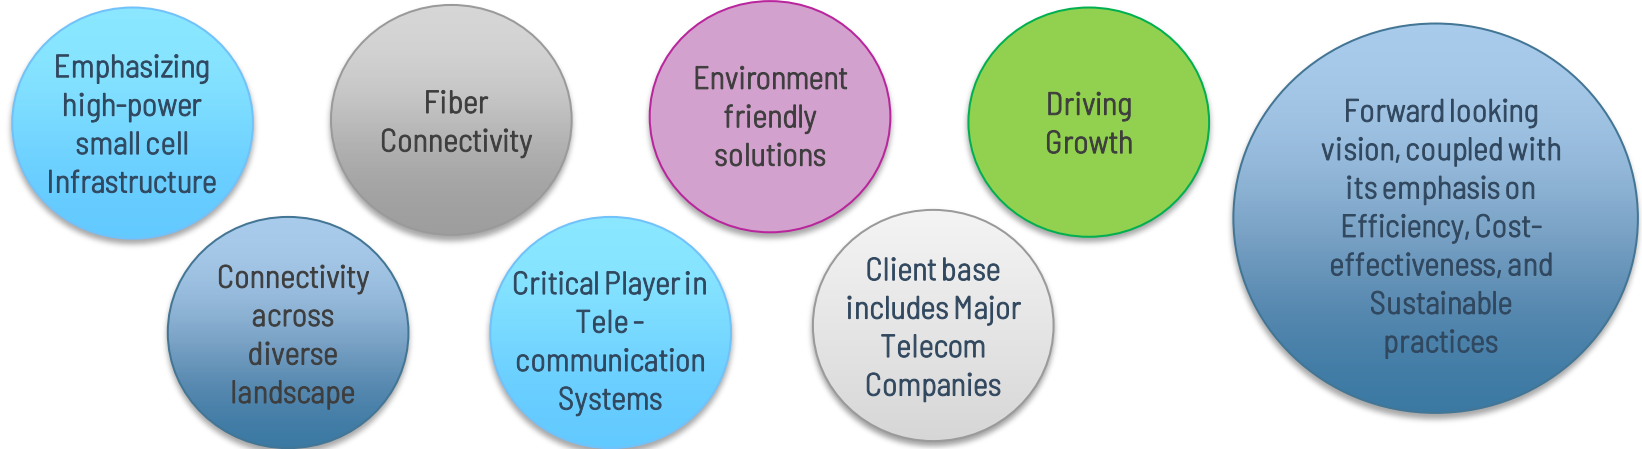 Emphasizing
high-power
small cell
Infrastructure
Fiber
Connectivity
Environment
friendly
solutions
Driving
Growth
Forward looking
vision, coupled with
its emphasis on
Efficiency, Cost-
effectiveness, and
Sustainable
practices
Connectivity
across
diverse
landscape
Critical Player in
Tele -
communication
Systems
Client base
includes Major
Telecom
Companies